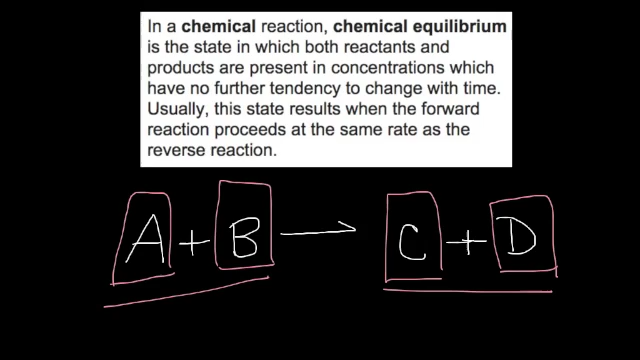 In a chemical reaction, chemical equilibrium
is the state in which both reactants and
products are present in concentrations which
have no further tendency to change with time.
Usually, this state results when the forward
reaction proceeds at the same rate as the
reverse reaction.
A + B → C + D